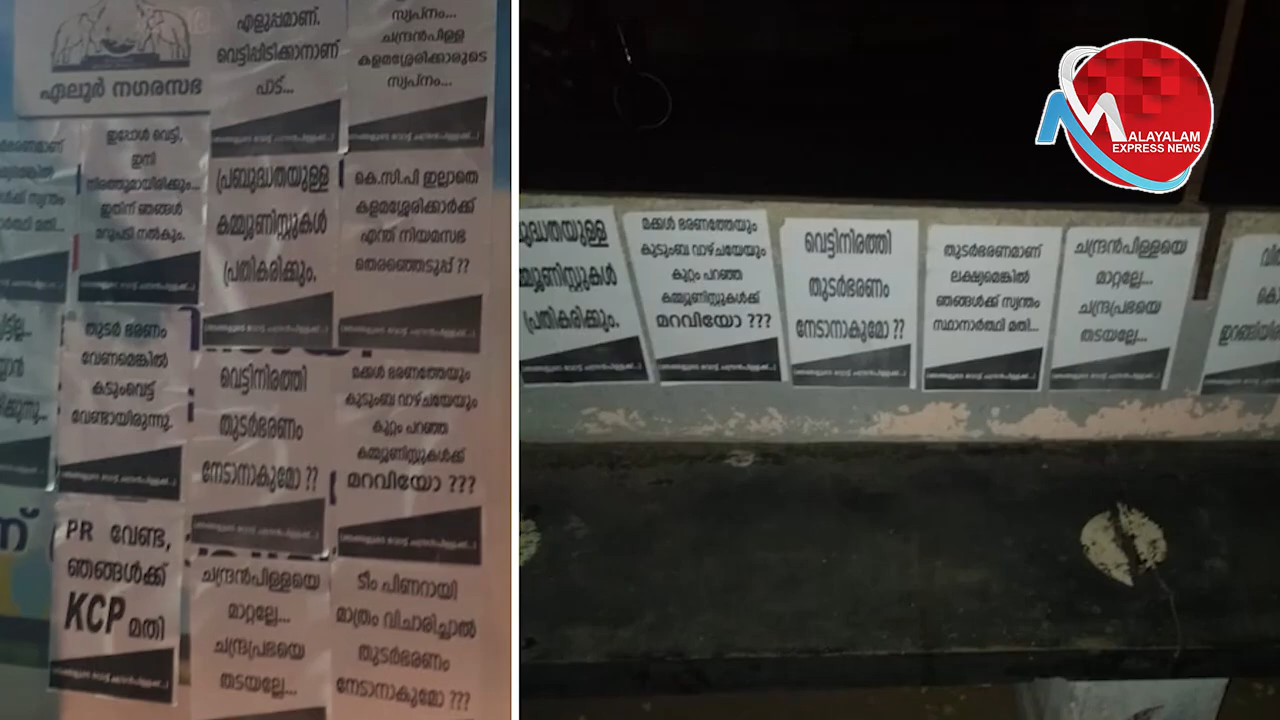 ഏലൂർ നഗരസഭ
എളുപ്പമാണ്.
വെട്ടിപ്പിടിക്കാനാണ്
പാട്...
സ്വപ്നം...
ചന്ദ്രൻപിള്ള
കളമശ്ശേരിക്കാരുടെ
സ്വപ്നം...
ഇപ്പോൾ വെട്ടി,
ഇനി
നിരത്തുമായിരിക്കും...
ഇതിന് ഞങ്ങൾ
മറുപടി നൽകും.
പ്രബുദ്ധതയുള്ള
കമ്മ്യൂണിസ്റ്റുകൾ
പ്രതികരിക്കും.
കെ.സി.പി ഇല്ലാതെ
കളമശ്ശേരിക്കാർക്ക്
എന്ത് നിയമസഭ
തെരഞ്ഞെടുപ്പ് ??
തുടർ ഭരണം
വേണമെങ്കിൽ
കടുംവെട്ട്
വേണ്ടായിരുന്നു.
വെട്ടിനിരത്തി
തുടർഭരണം
നേടാനാകുമോ ??
മക്കൾ ഭരണത്തേയും
കുടുംബ വാഴ്ചയേയും
കുറ്റം പറഞ്ഞ
കമ്മ്യൂണിസ്റ്റുകൾക്ക്
മറവിയോ ???
PR വേണ്ട,
ഞങ്ങൾക്ക്
KCP മതി
ചന്ദ്രൻപിള്ളയെ
മാറ്റല്ലേ...
ചന്ദ്രപ്രഭയെ
തടയല്ലേ...
ടീം പിണറായി
മാത്രം വിചാരിച്ചാൽ
തുടർഭരണം
നേടാനാകുമോ ???
MALAYALAM
EXPRESS NEWS
കമ്മ്യൂണിസ്റ്റുകൾ
പ്രതികരിക്കും.
മക്കൾ ഭരണത്തേയും
കുടുംബ വാഴ്ചയേയും
കുറ്റം പറഞ്ഞ
കമ്മ്യൂണിസ്റ്റുകൾക്ക്
മറവിയോ ???
വെട്ടിനിരത്തി
തുടർഭരണം
നേടാനാകുമോ ??
തുടർഭരണമാണ്
ലക്ഷ്യമെങ്കിൽ
ഞങ്ങൾക്ക് സ്വന്തം
സ്ഥാനാർത്ഥി മതി...
ചന്ദ്രൻപിള്ളയെ
മാറ്റല്ലേ...
ചന്ദ്രപ്രഭയെ
തടയല്ലേ...